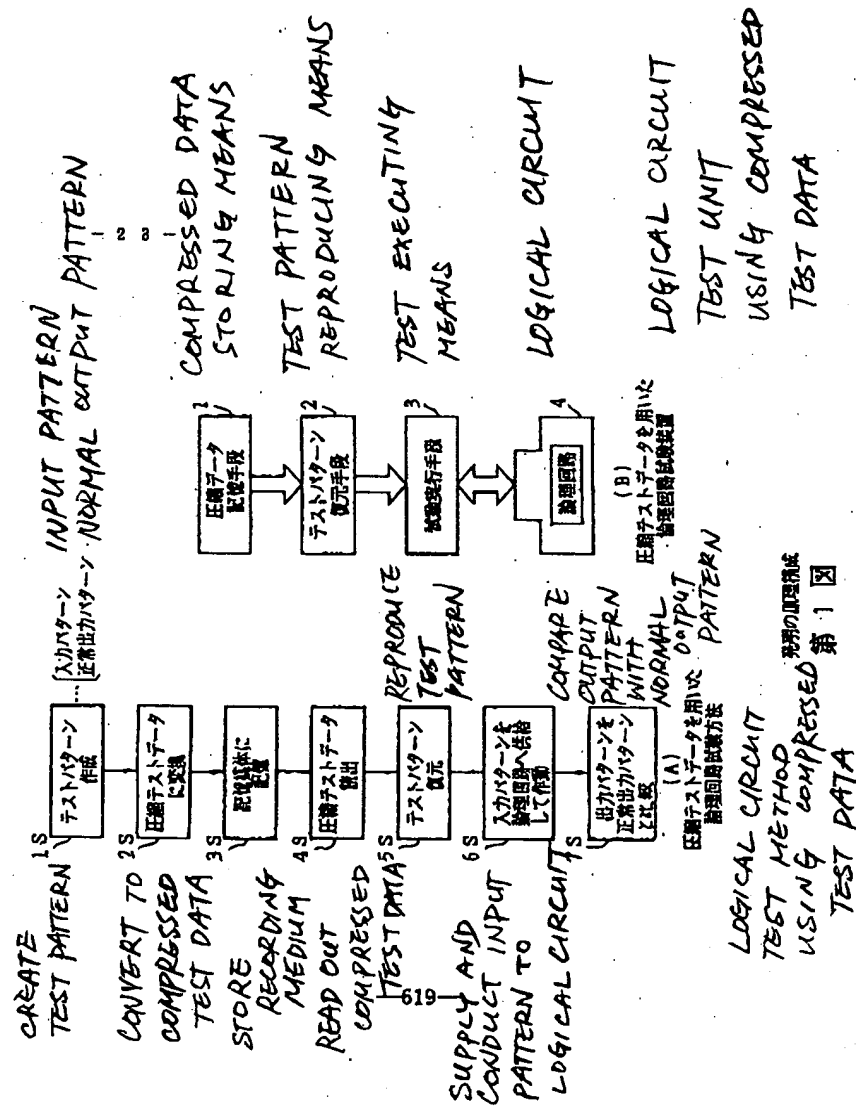 CREATE
TEST PATTERN
1S
テストパターン
作成
…
入力パターン
正常出力パターン
INPUT PATTERN
NORMAL OUTPUT PATTERN
CONVERT TO
COMPRESSED
TEST DATA
2S
圧縮テストデータ
に変換
STORE
RECORDING
MEDIUM
3S
記憶媒体に
記憶
READ OUT
COMPRESSED
TEST DATA
4S
圧縮テストデータ
読出
5S
テストパターン
復元
REPRODUCE
TEST
PATTERN
SUPPLY AND
CONDUCT INPUT
PATTERN TO
LOGICAL CIRCUIT
6S
入力パターンを
論理回路へ供給
して作動
7S
出力パターンを
正常出力パターン
と比較
COMPARE
OUTPUT
PATTERN
WITH
NORMAL
OUTPUT
PATTERN
(A)
圧縮テストデータを用いた
論理回路試験方法
LOGICAL CIRCUIT
TEST METHOD
USING COMPRESSED
TEST DATA
圧縮データ
記憶手段
1
COMPRESSED DATA
STORING MEANS
テストパターン
復元手段
2
TEST PATTERN
REPRODUCING MEANS
試験実行手段
3
TEST EXECUTING
MEANS
論理回路
4
LOGICAL CIRCUIT
(B)
圧縮テストデータを用いた
論理回路試験装置
LOGICAL CIRCUIT
TEST UNIT
USING COMPRESSED
TEST DATA
発明の原理構成
第1図
— 23 —
—619—